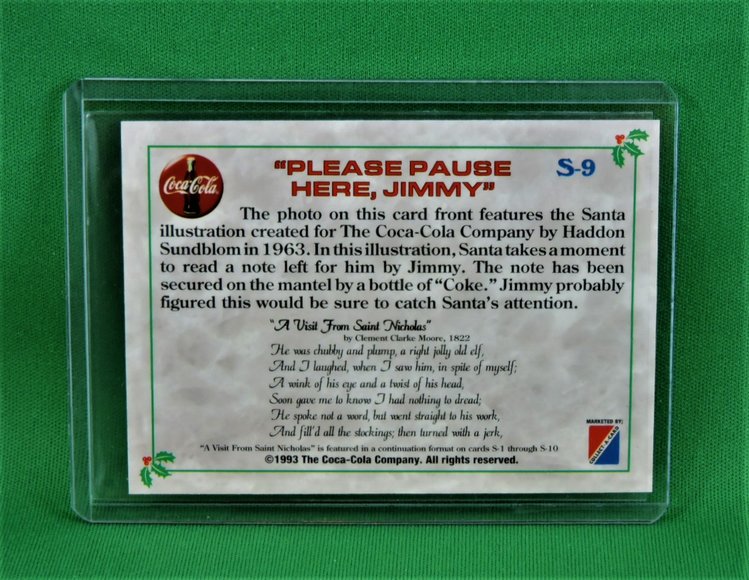 Coca-Cola
"PLEASE PAUSE
HERE, JIMMY"
S-9
The photo on this card front features the Santa
illustration created for The Coca-Cola Company by Haddon
Sundblom in 1963. In this illustration, Santa takes a moment
to read a note left for him by Jimmy. The note has been
secured on the mantel by a bottle of "Coke." Jimmy probably
figured this would be sure to catch Santa's attention.
"A Visit From Saint Nicholas"
by Clement Clarke Moore, 1822
He was chubby and plump, a right jolly old elf,
And I laughed, when I saw him, in spite of myself;
A wink of his eye and a twist of his head,
Soon gave me to know I had nothing to dread;
He spoke not a word, but went straight to his work,
And fill'd all the stockings; then turned with a jerk,
MARKETED BY:
COLLECT-A-CARD
"A Visit From Saint Nicholas" is featured in a continuation format on cards S-1 through S-10
©1993 The Coca-Cola Company. All rights reserved.